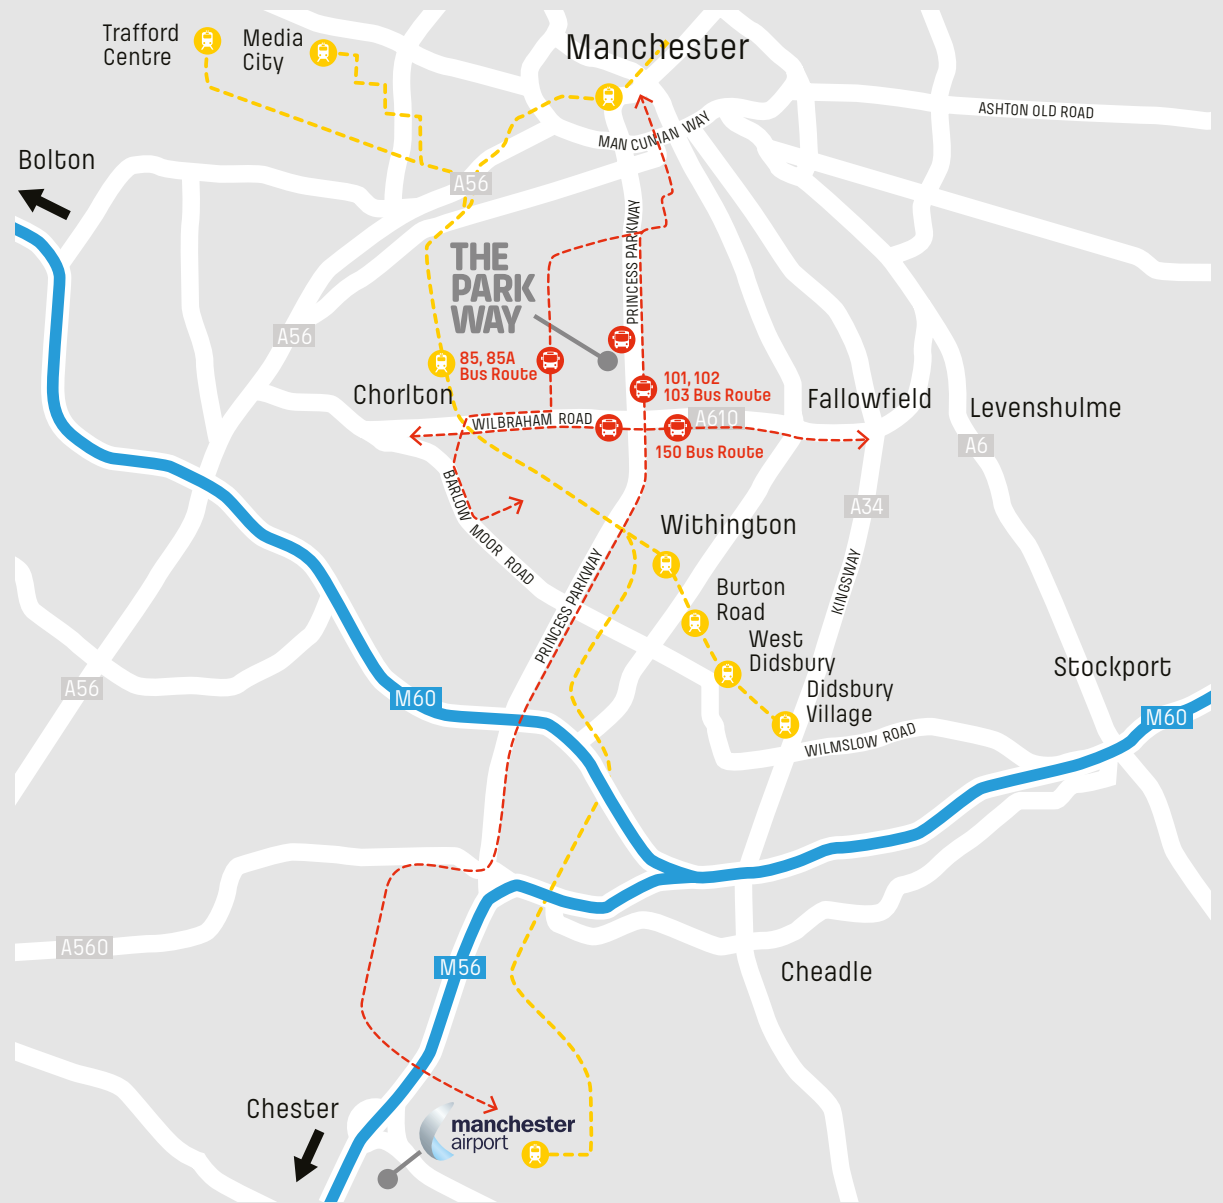 Trafford
Centre
Media
City
Manchester
ASHTON OLD ROAD
MAN CUNIAN WAY
Bolton
A56
PRINCESS PARKWAY
THE
PARK
WAY
A56
85, 85A
Bus Route
101, 102
103 Bus Route
Chorlton
Fallowfield
Levenshulme
WILBRAHAM ROAD
A610
150 Bus Route
A6
BARLOW MOOR ROAD
A34
Withington
KINGSWAY
PRINCESS PARKWAY
Burton
Road
West
Didsbury
Stockport
A56
M60
Didsbury
Village
M60
WILMSLOW ROAD
A560
M56
Cheadle
Chester
manchester
airport